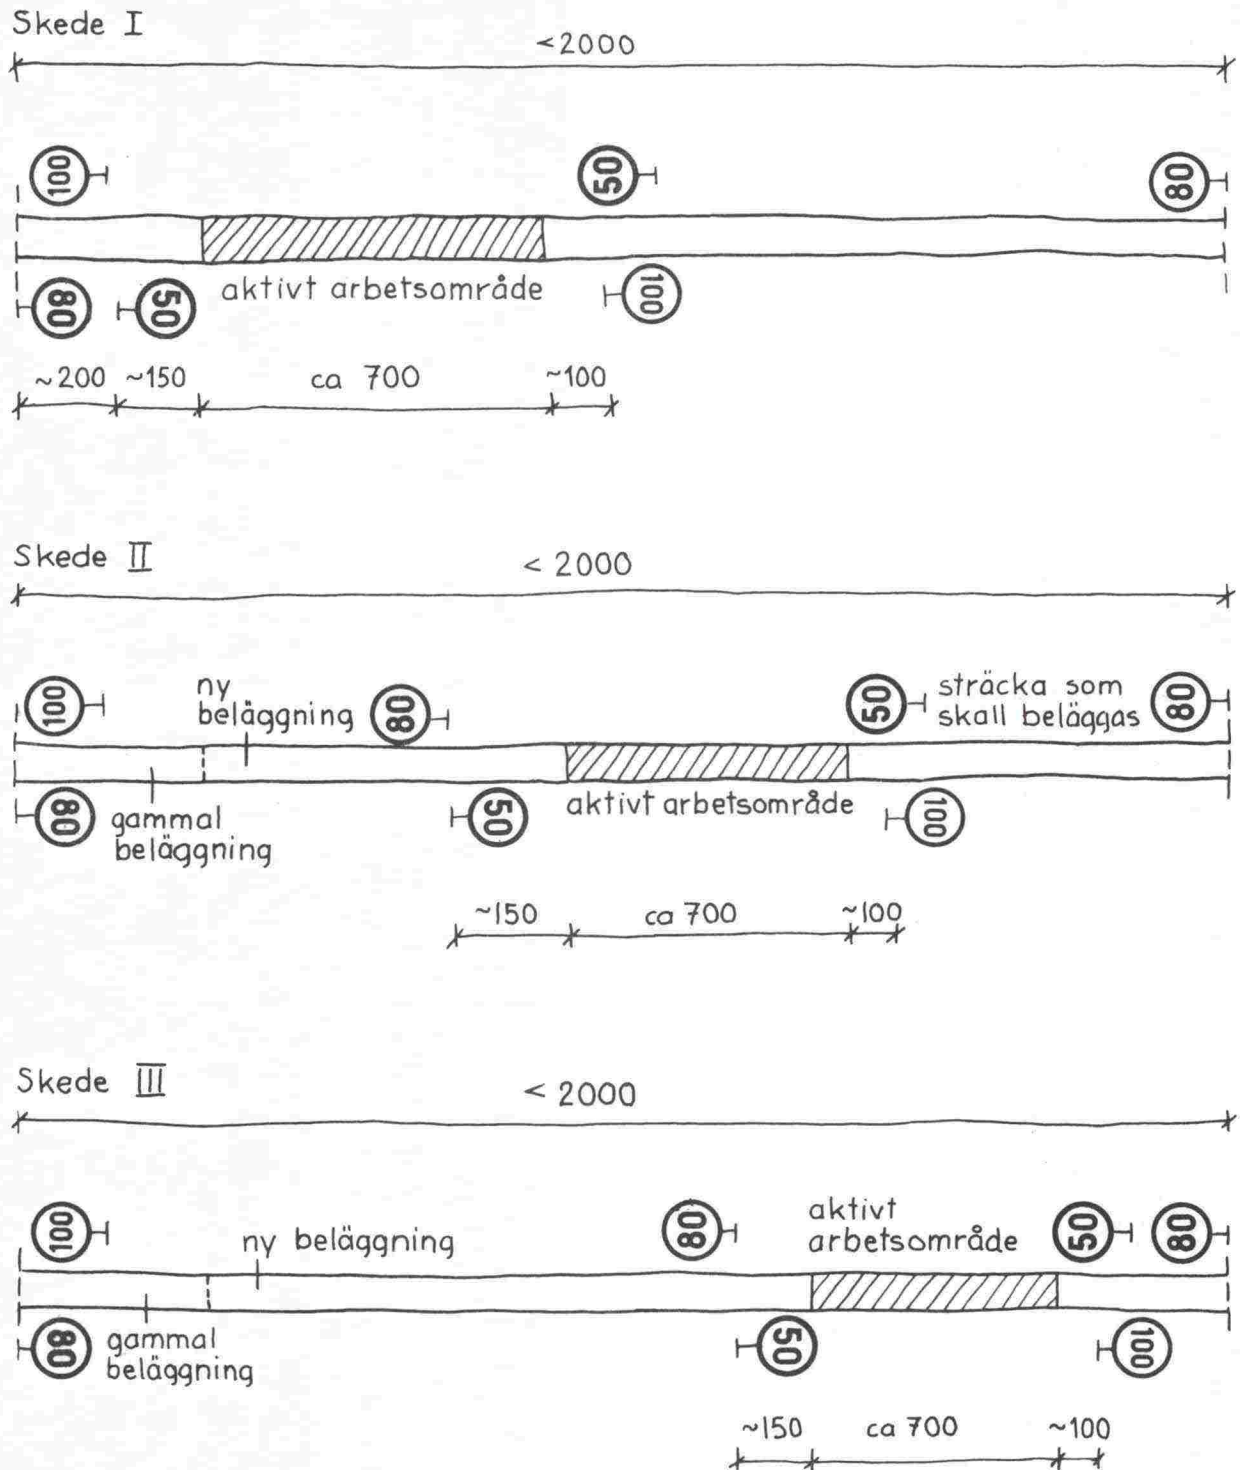 Skede I
<2000
100
50
80
80
50
aktivt arbetsområde
100
~200 ~150 ca 700 ~100
Skede II
< 2000
100
ny
beläggning
80
50
sträcka som
skall beläggas
80
80
gammal
beläggning
50
aktivt arbetsområde
100
~150 ca 700 ~100
Skede III
< 2000
100
ny beläggning
80
aktivt
arbetsområde
50
80
80
gammal
beläggning
50
100
~150 ca 700 ~100